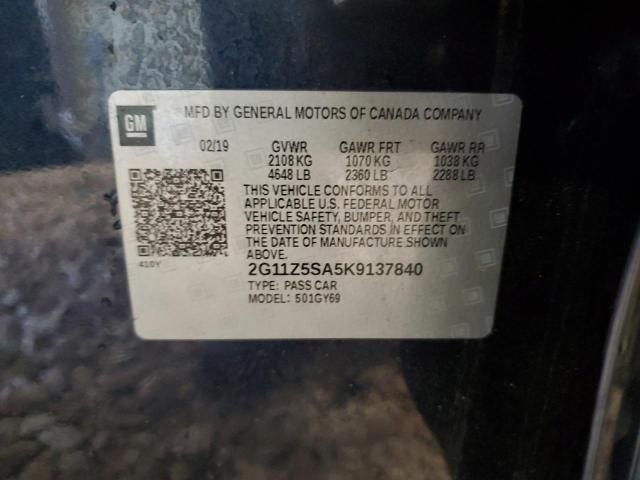 GM
MFD BY GENERAL MOTORS OF CANADA COMPANY
02/19 GVWR GAWR FRT GAWR RR
2108 KG 1070 KG 1038 KG
4648 LB 2360 LB 2288 LB
THIS VEHICLE CONFORMS TO ALL
APPLICABLE U.S. FEDERAL MOTOR
VEHICLE SAFETY, BUMPER, AND THEFT
PREVENTION STANDARDS IN EFFECT ON
THE DATE OF MANUFACTURE SHOWN
ABOVE.
410Y
2G11Z5SA5K9137840
TYPE: PASS CAR
MODEL: 501GY69